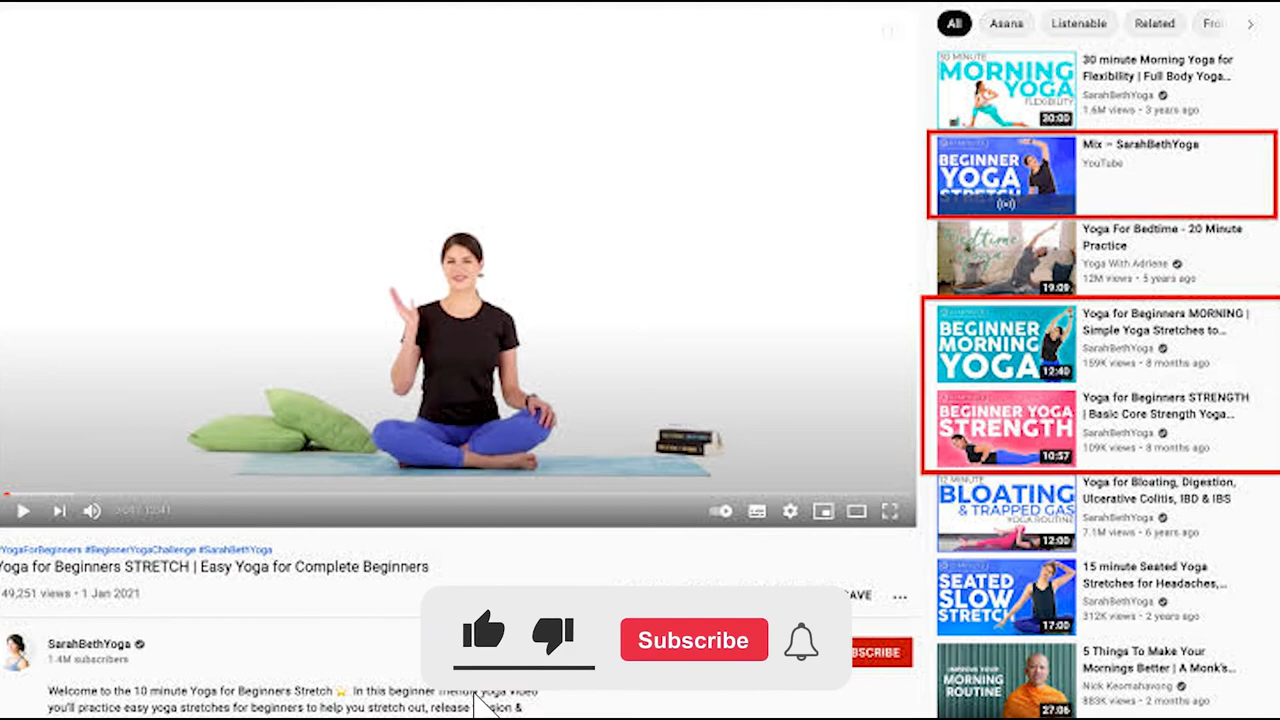 #YogaForBeginners #BeginnerYogaChallenge #SarahBethYoga
Yoga for Beginners STRETCH | Easy Yoga for Complete Beginners
49,251 views • 1 Jan 2021
SAVE
SarahBethYoga
1.4M subscribers
SUBSCRIBE
Subscribe
Welcome to the 10 minute Yoga for Beginners Stretch In this beginner friendly yoga video
you'll practice easy yoga stretches for beginners to help you stretch out, release tension &
All
Asana
Listenable
Related
30 MINUTE
MORNING
YOGA
FLEXIBILITY
30:00
30 minute Morning Yoga for
Flexibility | Full Body Yoga...
SarahBethYoga
1.6M views • 3 years ago
BEGINNER
YOGA
STRETCH
Mix – SarahBethYoga
YouTube
bedtime
yoga
19:09
Yoga For Bedtime - 20 Minute
Practice
Yoga With Adriene
12M views • 5 years ago
BEGINNER
MORNING
YOGA
12:40
Yoga for Beginners MORNING |
Simple Yoga Stretches to...
SarahBethYoga
159K views • 8 months ago
BEGINNER YOGA
STRENGTH
10:57
Yoga for Beginners STRENGTH
| Basic Core Strength Yoga...
SarahBethYoga
109K views • 8 months ago
12 MINUTE
BLOATING
& TRAPPED GAS
YOGA ROUTINE
12:00
Yoga for Bloating, Digestion,
Ulcerative Colitis, IBD & IBS
SarahBethYoga
7.1M views • 6 years ago
SEATED
SLOW
STRETCH
17:00
15 minute Seated Yoga
Stretches for Headaches,...
SarahBethYoga
312K views • 2 years ago
IMPROVE YOUR
MORNING
ROUTINE
27:06
5 Things To Make Your
Mornings Better | A Monk's...
Nick Keomahavong
883K views • 2 months ago